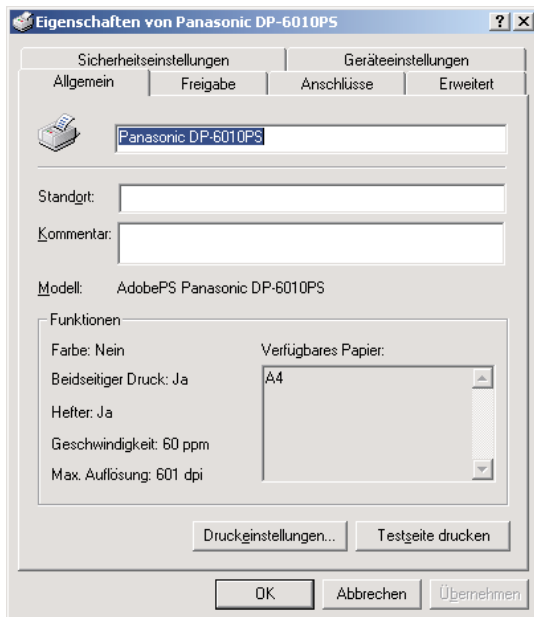 Eigenschaften von Panasonic DP-6010PS
Sicherheitseinstellungen
Geräteeinstellungen
Allgemein
Freigabe
Anschlüsse
Erweitert
Panasonic DP-6010PS
Standort:
Kommentar:
Modell: AdobePS Panasonic DP-6010PS
Funktionen
Farbe: Nein
Beidseitiger Druck: Ja
Hefter: Ja
Geschwindigkeit: 60 ppm
Max. Auflösung: 601 dpi
Verfügbares Papier:
A4
Druckeinstellungen...
Testseite drucken
OK
Abbrechen
Übernehmen